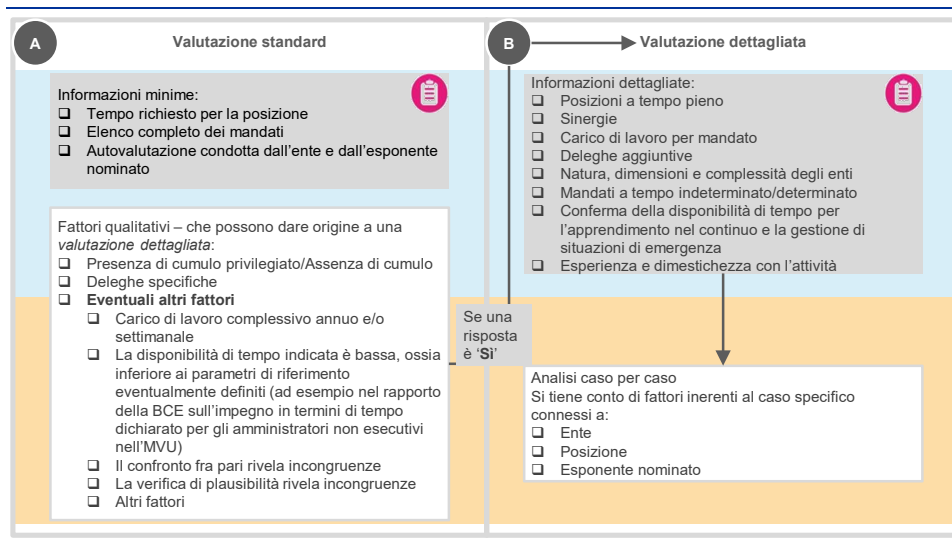 A
Valutazione standard
Informazioni minime:
Tempo richiesto per la posizione
Elenco completo dei mandati
Autovalutazione condotta dall'ente e dall'esponente
nominato
Fattori qualitativi – che possono dare origine a una
valutazione dettagliata:
Presenza di cumulo privilegiato/Assenza di cumulo
Deleghe specifiche
Eventuali altri fattori
Carico di lavoro complessivo annuo e/o
settimanale
La disponibilità di tempo indicata è bassa, ossia
inferiore ai parametri di riferimento
eventualmente definiti (ad esempio nel rapporto
della BCE sull'impegno in termini di tempo
dichiarato per gli amministratori non esecutivi
nell'MVU)
Il confronto fra pari rivela incongruenze
La verifica di plausibilità rivela incongruenze
Altri fattori
Se una
risposta
è 'Sì'
B
Valutazione dettagliata
Informazioni dettagliate:
Posizioni a tempo pieno
Sinergie
Carico di lavoro per mandato
Deleghe aggiuntive
Natura, dimensioni e complessità degli enti
Mandati a tempo indeterminato/determinato
Conferma della disponibilità di tempo per
l'apprendimento nel continuo e la gestione di
situazioni di emergenza
Esperienza e dimestichezza con l'attività
Analisi caso per caso
Si tiene conto di fattori inerenti al caso specifico
connessi a:
Ente
Posizione
Esponente nominato